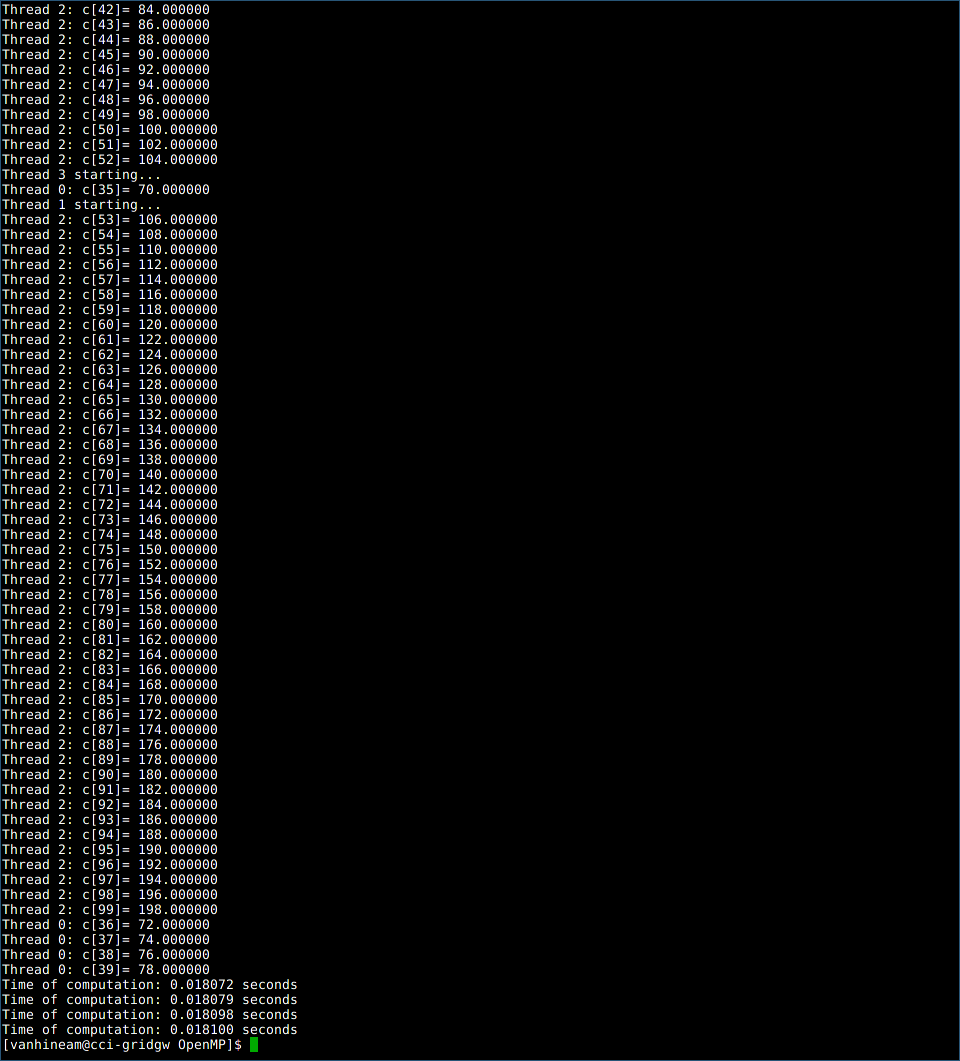 Thread 2: c[42]= 84.000000
Thread 2: c[43]= 86.000000
Thread 2: c[44]= 88.000000
Thread 2: c[45]= 90.000000
Thread 2: c[46]= 92.000000
Thread 2: c[47]= 94.000000
Thread 2: c[48]= 96.000000
Thread 2: c[49]= 98.000000
Thread 2: c[50]= 100.000000
Thread 2: c[51]= 102.000000
Thread 2: c[52]= 104.000000
Thread 3 starting...
Thread 0: c[35]= 70.000000
Thread 1 starting...
Thread 2: c[53]= 106.000000
Thread 2: c[54]= 108.000000
Thread 2: c[55]= 110.000000
Thread 2: c[56]= 112.000000
Thread 2: c[57]= 114.000000
Thread 2: c[58]= 116.000000
Thread 2: c[59]= 118.000000
Thread 2: c[60]= 120.000000
Thread 2: c[61]= 122.000000
Thread 2: c[62]= 124.000000
Thread 2: c[63]= 126.000000
Thread 2: c[64]= 128.000000
Thread 2: c[65]= 130.000000
Thread 2: c[66]= 132.000000
Thread 2: c[67]= 134.000000
Thread 2: c[68]= 136.000000
Thread 2: c[69]= 138.000000
Thread 2: c[70]= 140.000000
Thread 2: c[71]= 142.000000
Thread 2: c[72]= 144.000000
Thread 2: c[73]= 146.000000
Thread 2: c[74]= 148.000000
Thread 2: c[75]= 150.000000
Thread 2: c[76]= 152.000000
Thread 2: c[77]= 154.000000
Thread 2: c[78]= 156.000000
Thread 2: c[79]= 158.000000
Thread 2: c[80]= 160.000000
Thread 2: c[81]= 162.000000
Thread 2: c[82]= 164.000000
Thread 2: c[83]= 166.000000
Thread 2: c[84]= 168.000000
Thread 2: c[85]= 170.000000
Thread 2: c[86]= 172.000000
Thread 2: c[87]= 174.000000
Thread 2: c[88]= 176.000000
Thread 2: c[89]= 178.000000
Thread 2: c[90]= 180.000000
Thread 2: c[91]= 182.000000
Thread 2: c[92]= 184.000000
Thread 2: c[93]= 186.000000
Thread 2: c[94]= 188.000000
Thread 2: c[95]= 190.000000
Thread 2: c[96]= 192.000000
Thread 2: c[97]= 194.000000
Thread 2: c[98]= 196.000000
Thread 2: c[99]= 198.000000
Thread 0: c[36]= 72.000000
Thread 0: c[37]= 74.000000
Thread 0: c[38]= 76.000000
Thread 0: c[39]= 78.000000
Time of computation: 0.018072 seconds
Time of computation: 0.018079 seconds
Time of computation: 0.018098 seconds
Time of computation: 0.018100 seconds
[vanhineam@cci-gridgw OpenMP]$